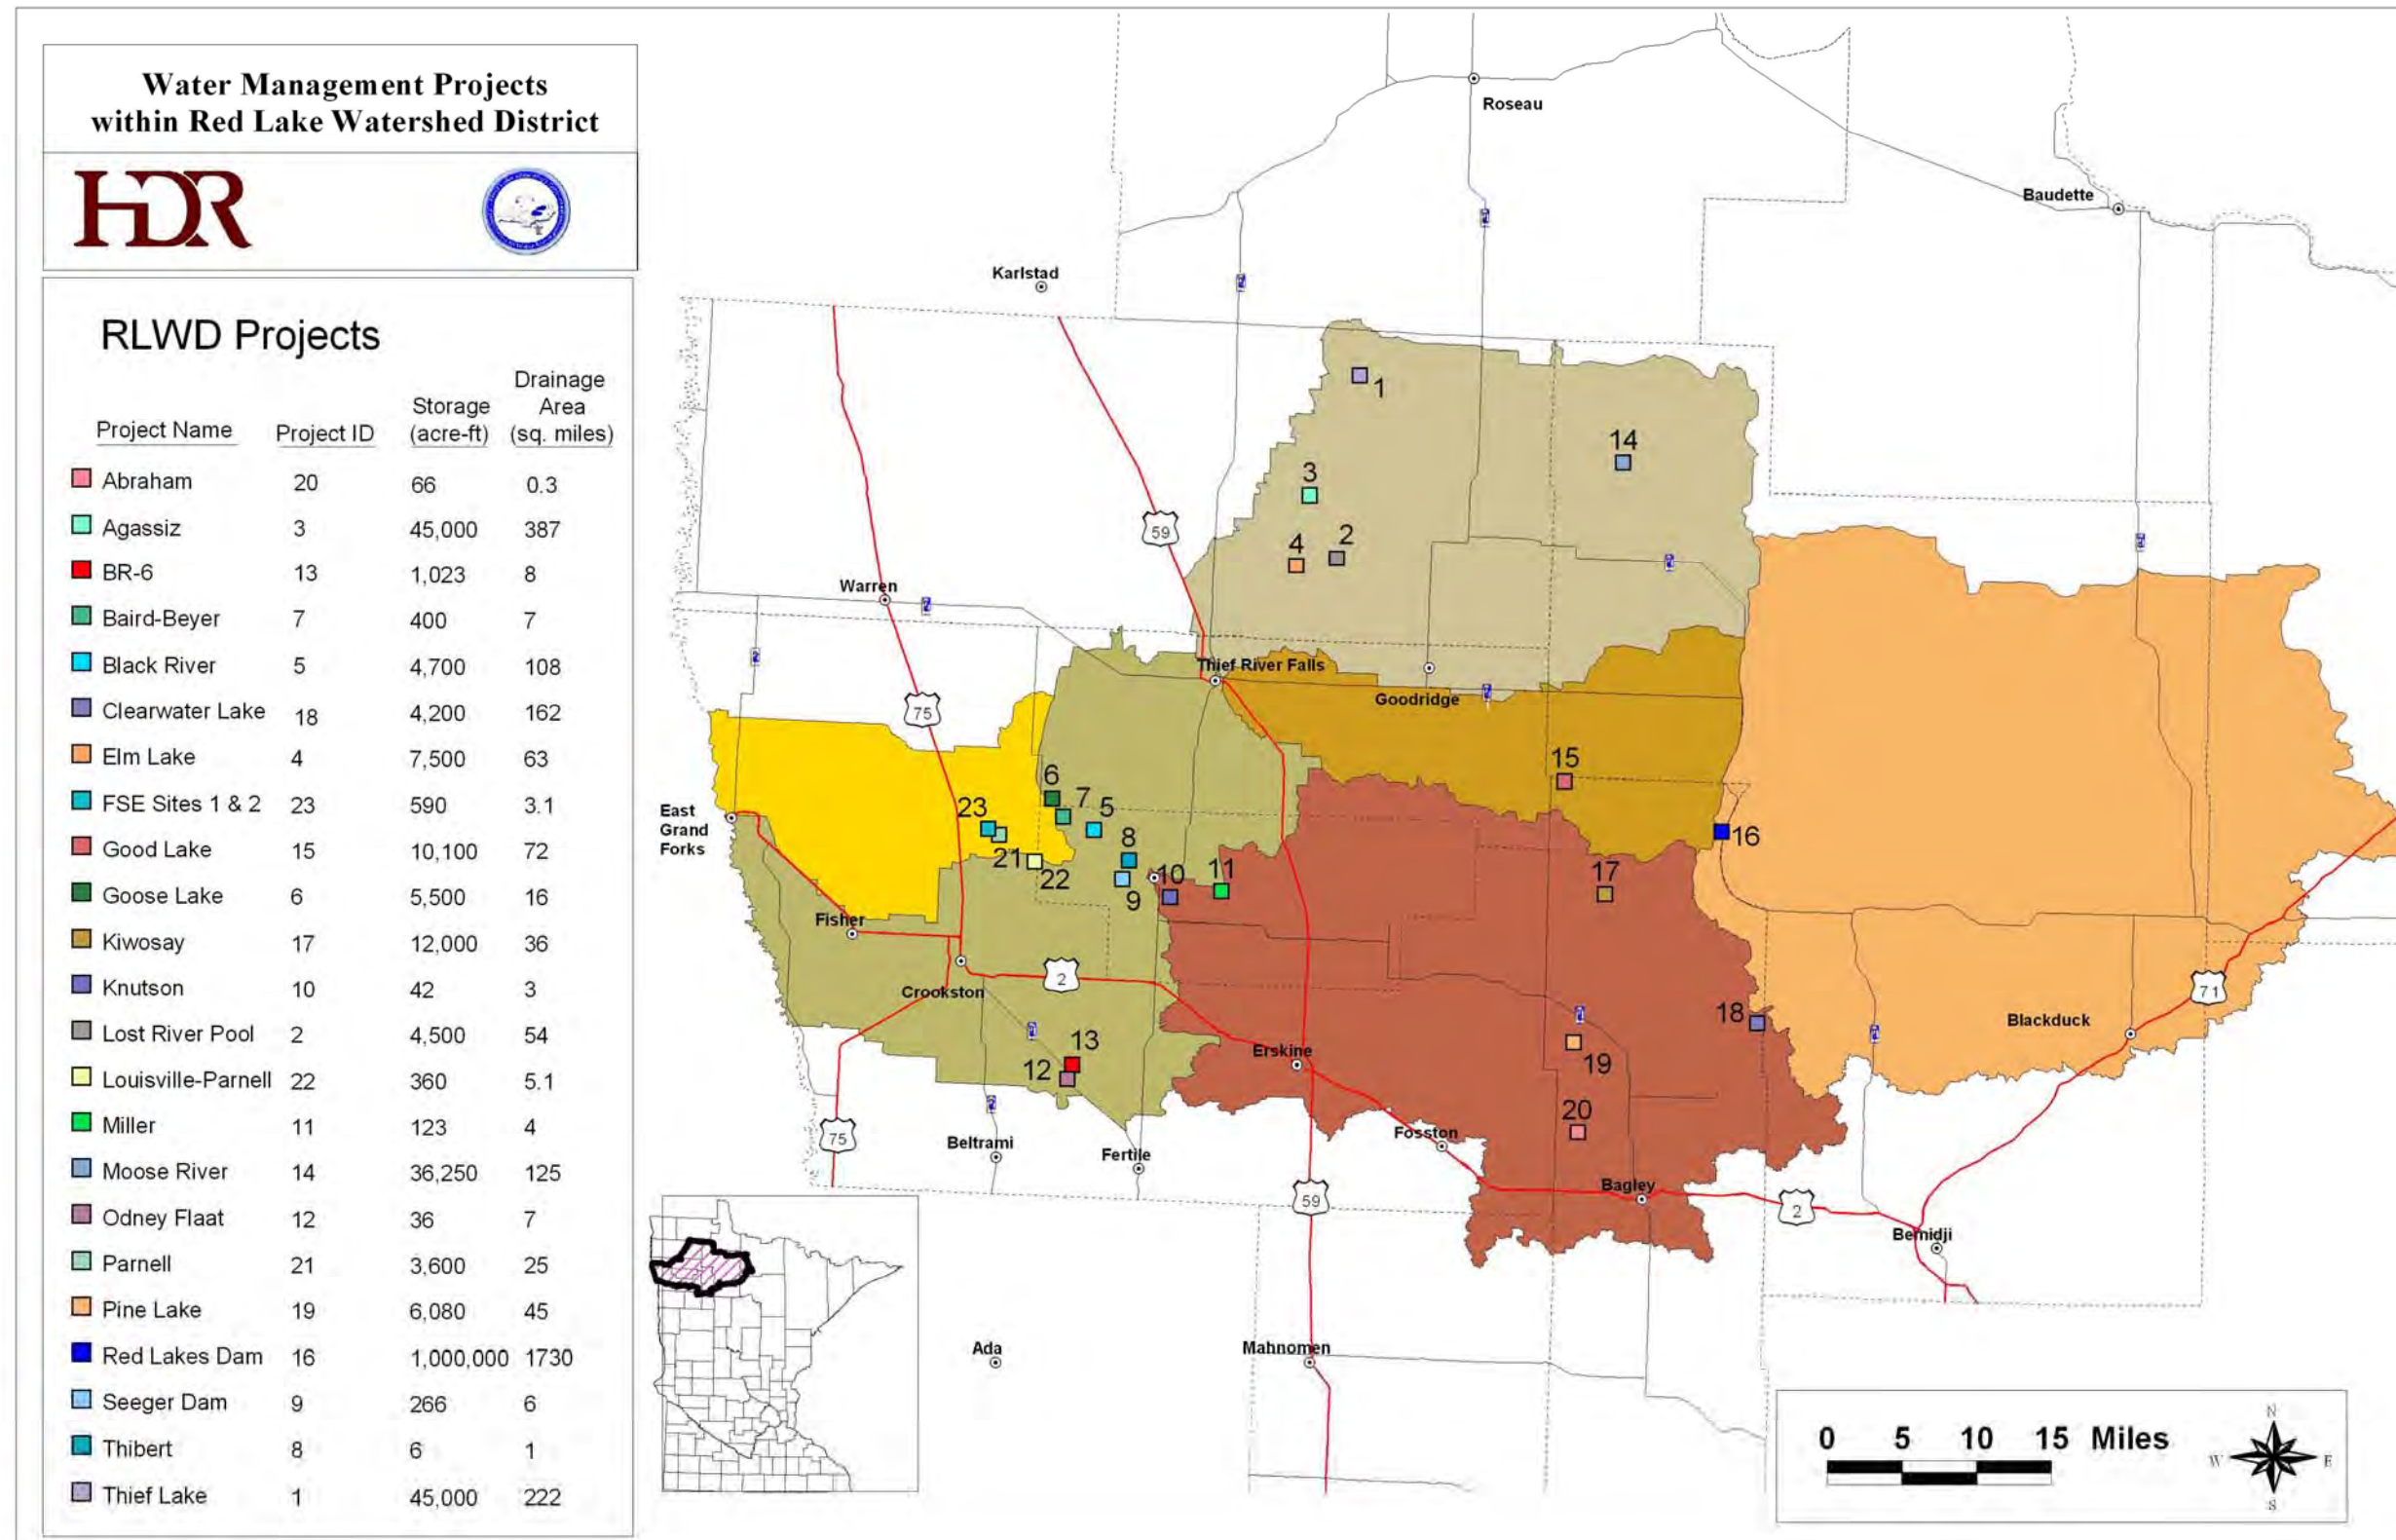 Water Management Projects
within Red Lake Watershed District
HDR
RLWD Projects
Project Name Project ID Storage (acre-ft) Drainage Area (sq. miles)
Abraham 20 66 0.3
Agassiz 3 45,000 387
BR-6 13 1,023 8
Baird-Beyer 7 400 7
Black River 5 4,700 108
Clearwater Lake 18 4,200 162
Elm Lake 4 7,500 63
FSE Sites 1 & 2 23 590 3.1
Good Lake 15 10,100 72
Goose Lake 6 5,500 16
Kiwosay 17 12,000 36
Knutson 10 42 3
Lost River Pool 2 4,500 54
Louisville-Parnell 22 360 5.1
Miller 11 123 4
Moose River 14 36,250 125
Odney Flaat 12 36 7
Parnell 21 3,600 25
Pine Lake 19 6,080 45
Red Lakes Dam 16 1,000,000 1730
Seeger Dam 9 266 6
Thibert 8 6 1
Thief Lake 1 45,000 222
Roseau
Baudette
Karlstad
1
14
3
59
4 2
Warren
Thief River Falls
Goodridge
75
15
6
7 5
23
East
Grand
Forks
8
16
21
22
10
11
17
9
Fisher
2
Crookston
71
18
Blackduck
13
12
Erskine
19
20
75
Beltrami
Fertile
Fosston
59
Bagley
2
Bemidji
Ada
Mahnomen
0 5 10 15 Miles
N
W E
S